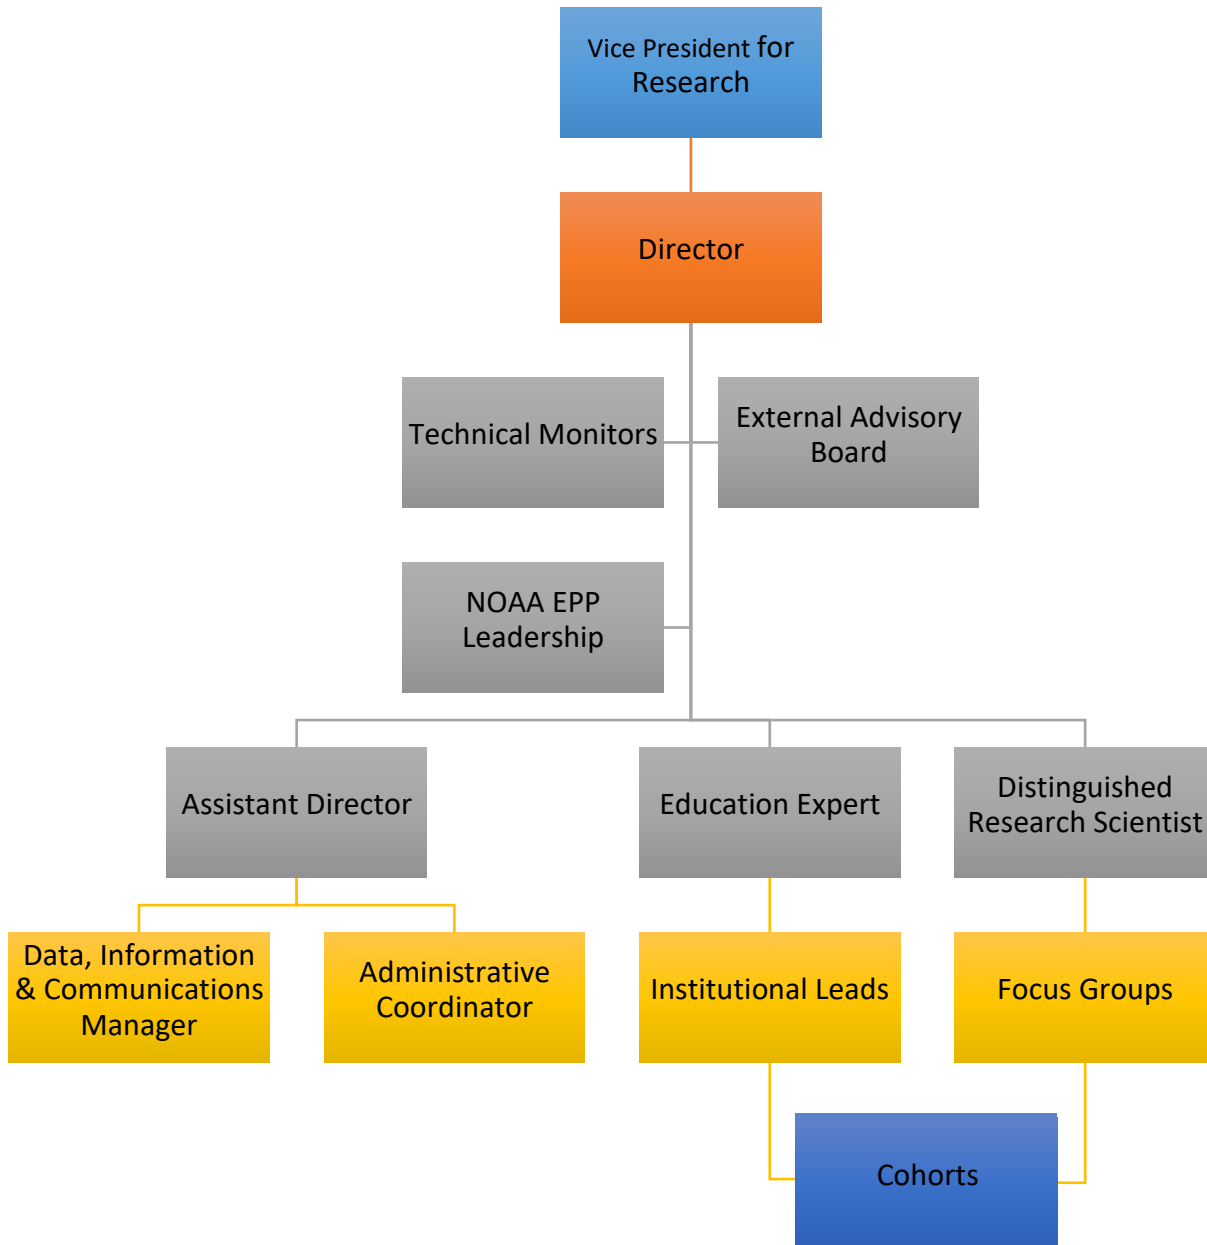 Vice President for
Research
Director
Technical Monitors
External Advisory
Board
NOAA EPP
Leadership
Assistant Director
Education Expert
Distinguished
Research Scientist
Data, Information
& Communications
Manager
Administrative
Coordinator
Institutional Leads
Focus Groups
Cohorts